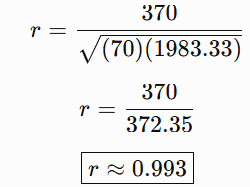 r = 370 / √(70)(1983.33)
r = 370 / 372.35
r ≈ 0.993